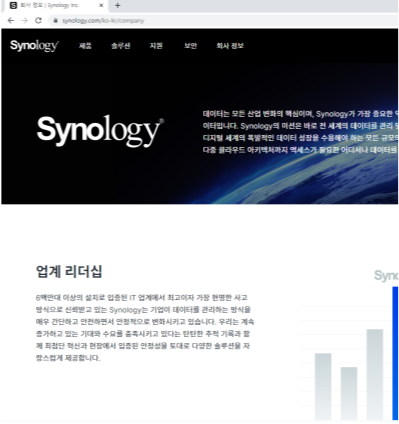 회사 정보 | Synology Inc.
synology.com/ko-kr/company
Synology
제품 솔루션 지원 보안 회사 정보
Synology
데이터는 모든 산업 변화의 핵심이며, Synology가 가장 중요한
이터입니다. Synology의 미션은 바로 전 세계의 데이터를 관리
디지털 세계의 폭발적인 데이터 성장을 수용해야 하는 모든 규모의
다중 클라우드 아키텍처까지 액세스가 필요한 어디서나 데이터를
업계 리더십
6백만대 이상의 설치로 입증된 IT 업계에서 최고이자 가장 현명한 사고
방식으로 신뢰받고 있는 Synology는 기업이 데이터를 관리하는 방식을
매우 간단하고 안전하면서 안정적으로 변화시키고 있습니다. 우리는 계속
증가하고 있는 기대와 수요를 충족시키고 있다는 탄탄한 추적 기록과 함
께 최첨단 혁신과 현장에서 입증된 안정성을 토대로 다양한 솔루션을 자
랑스럽게 제공합니다.
Syno